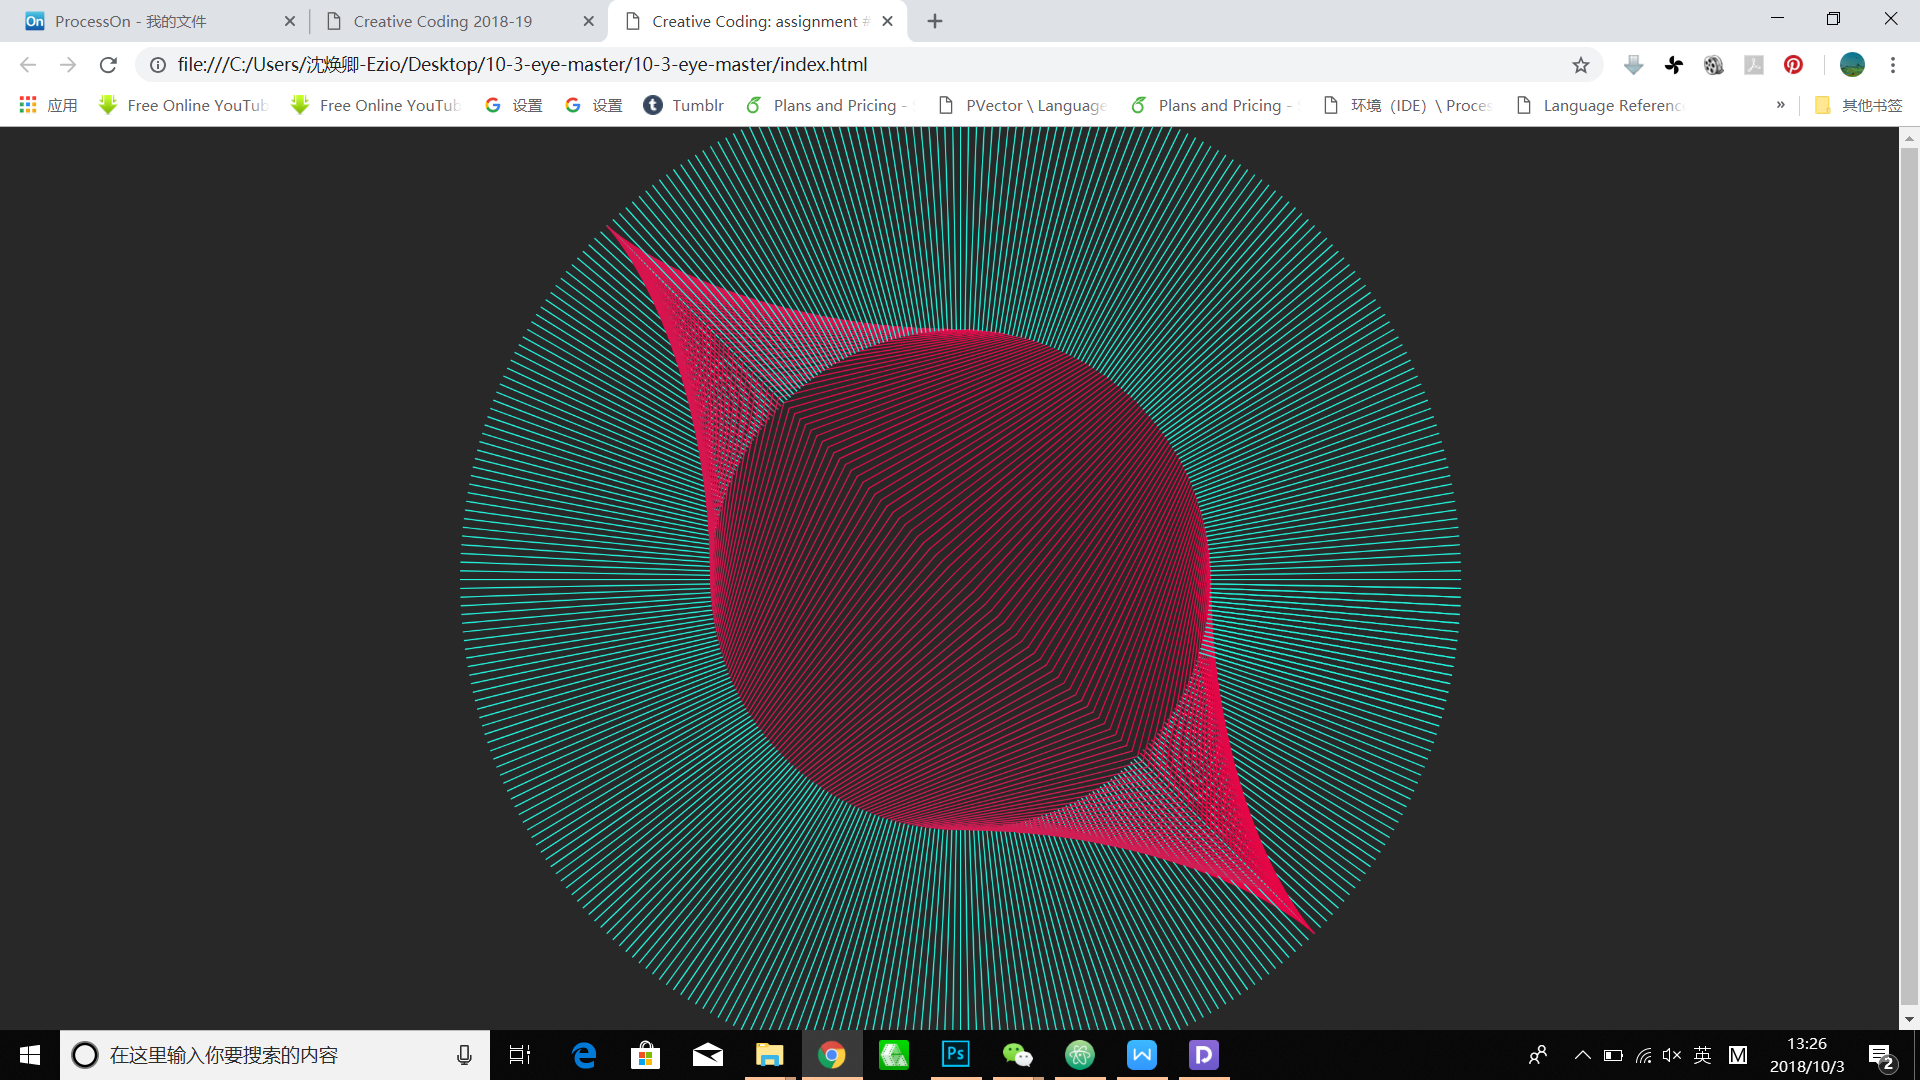 On ProcessOn - 我的文件
Creative Coding 2018-19
Creative Coding: assignment #
file:///C:/Users/沈焕卿-Ezio/Desktop/10-3-eye-master/10-3-eye-master/index.html
应用
Free Online YouTub
Free Online YouTub
设置
设置
Tumblr
Plans and Pricing -
PVector \ Language
Plans and Pricing -
环境（IDE）\ Proces
Language Referenc
»
其他书签
在这里输入你要搜索的内容
Ps
英
M
13:26
2018/10/3
2